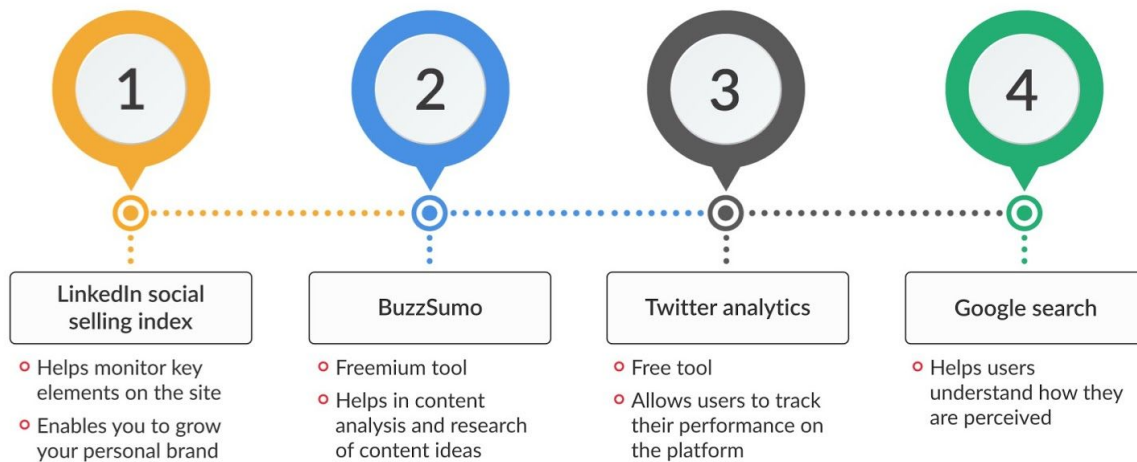 1
2
3
4
LinkedIn social
selling index
Helps monitor key
elements on the site
Enables you to grow
your personal brand
BuzzSumo
Freemium tool
Helps in content
analysis and research
of content ideas
Twitter analytics
Free tool
Allows users to track
their performance on
the platform
Google search
Helps users
understand how they
are perceived